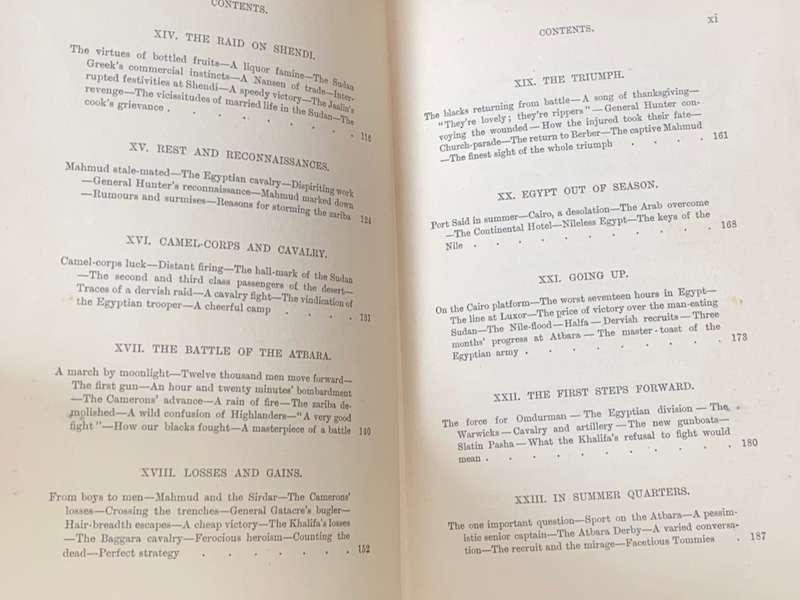 CONTENTS.
XIV. THE RAID ON SHENDI.
The virtues of bottled fruits—A liquor famine—The Sudan
Greek's commercial instincts—A Nansen of trade—Inter-
rupted festivities at Shendi—A speedy victory—The Jaalin's
revenge—The vicissitudes of married life in the Sudan—The
cook's grievance . . . . . . . . 116
XV. REST AND RECONNAISSANCES.
Mahmud stale-mated—The Egyptian cavalry—Dispiriting work
—General Hunter's reconnaissance—Mahmud marked down
—Rumours and surmises—Reasons for storming the zariba 124
XVI. CAMEL-CORPS AND CAVALRY.
Camel-corps luck—Distant firing—The hall-mark of the Sudan
—The second and third class passengers of the desert—
Traces of a dervish raid—A cavalry fight—The vindication of
the Egyptian trooper—A cheerful camp . . . . 131
XVII. THE BATTLE OF THE ATBARA.
A march by moonlight—Twelve thousand men move forward—
The first gun—An hour and twenty minutes' bombardment
—The Camerons' advance—A rain of fire—The zariba de-
molished—A wild confusion of Highlanders—"A very good
fight"—How our blacks fought—A masterpiece of a battle 140
XVIII. LOSSES AND GAINS.
From boys to men—Mahmud and the Sirdar—The Camerons'
losses—Crossing the trenches—General Gatacre's bugler—
Hair-breadth escapes—A cheap victory—The Khalifa's losses
—The Baggara cavalry—Ferocious heroism—Counting the
dead—Perfect strategy . . . . . . . 152
CONTENTS. xi
XIX. THE TRIUMPH.
The blacks returning from battle—A song of thanksgiving—
"They're lovely; they're rippers"—General Hunter con-
voying the wounded—How the injured took their fate—
Church-parade—The return to Berber—The captive Mahmud
—The finest sight of the whole triumph . . . . 161
XX. EGYPT OUT OF SEASON.
Port Said in summer—Cairo, a desolation—The Arab overcome
—The Continental Hotel—Nileless Egypt—The keys of the
Nile . . . . . . . . . . 168
XXI. GOING UP.
On the Cairo platform—The worst seventeen hours in Egypt—
The line at Luxor—The price of victory over the man-eating
Sudan—The Nile-flood—Halfa—Dervish recruits—Three
months' progress at Atbara—The master-toast of the
Egyptian army . . . . . . . . 173
XXII. THE FIRST STEPS FORWARD.
The force for Omdurman—The Egyptian division—The
Warwicks—Cavalry and artillery—The new gunboats—
Slatin Pasha—What the Khalifa's refusal to fight would
mean . . . . . . . . . . 180
XXIII. IN SUMMER QUARTERS.
The one important question—Sport on the Atbara—A pessim-
istic senior captain—The Atbara Derby—A varied conversa-
tion—The recruit and the mirage—Facetious Tommies . 187